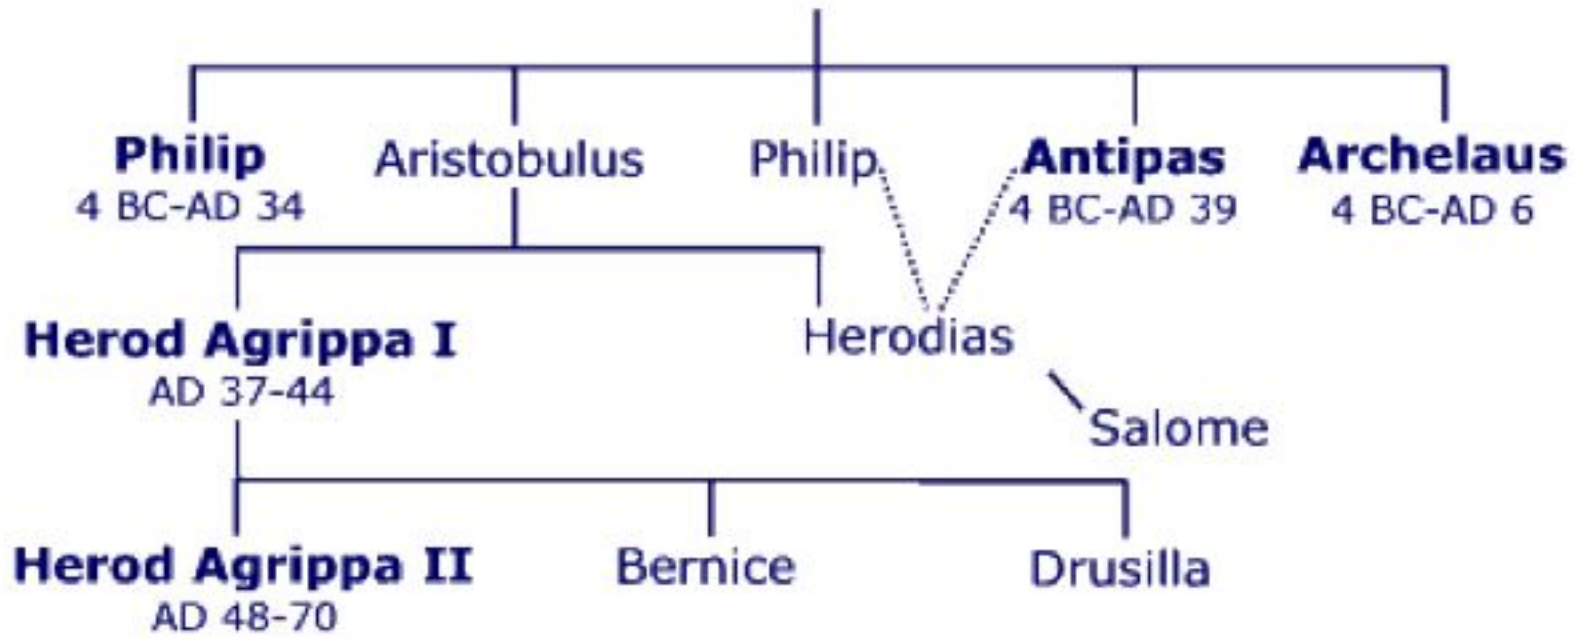 Philip Aristobulus Philip Antipas Archelaus
4 BC-AD 34 4 BC-AD 39 4 BC-AD 6
Herod Agrippa I Herodias
AD 37-44
Salome
Herod Agrippa II Bernice Drusilla
AD 48-70